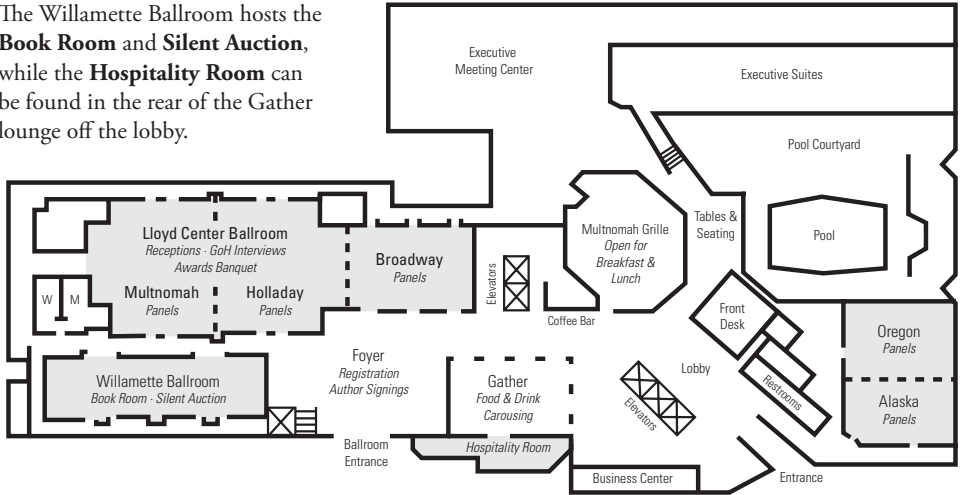 The Willamette Ballroom hosts the
Book Room and Silent Auction,
while the Hospitality Room can
be found in the rear of the Gather
lounge off the lobby.
Executive
Meeting Center
Executive Suites
Pool Courtyard
Lloyd Center Ballroom
Receptions · GoH Interviews
Awards Banquet
Multnomah
Panels
Holladay
Panels
Broadway
Panels
Elevators
Multnomah Grille
Open for
Breakfast &
Lunch
Tables &
Seating
Pool
W M
Coffee Bar
Front
Desk
Oregon
Panels
Willamette Ballroom
Book Room · Silent Auction
Foyer
Registration
Author Signings
Gather
Food & Drink
Carousing
Lobby
Elevators
Restrooms
Alaska
Panels
Ballroom
Entrance
Hospitality Room
Business Center
Entrance